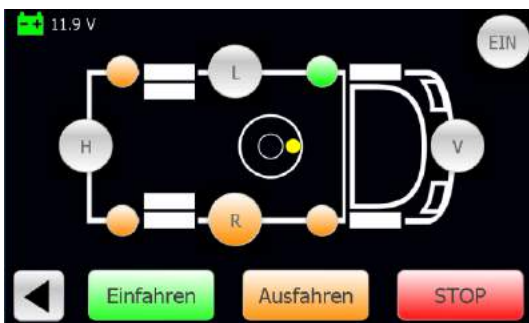 11.9 V
EIN
L
H
V
R
Einfahren
Ausfahren
STOP